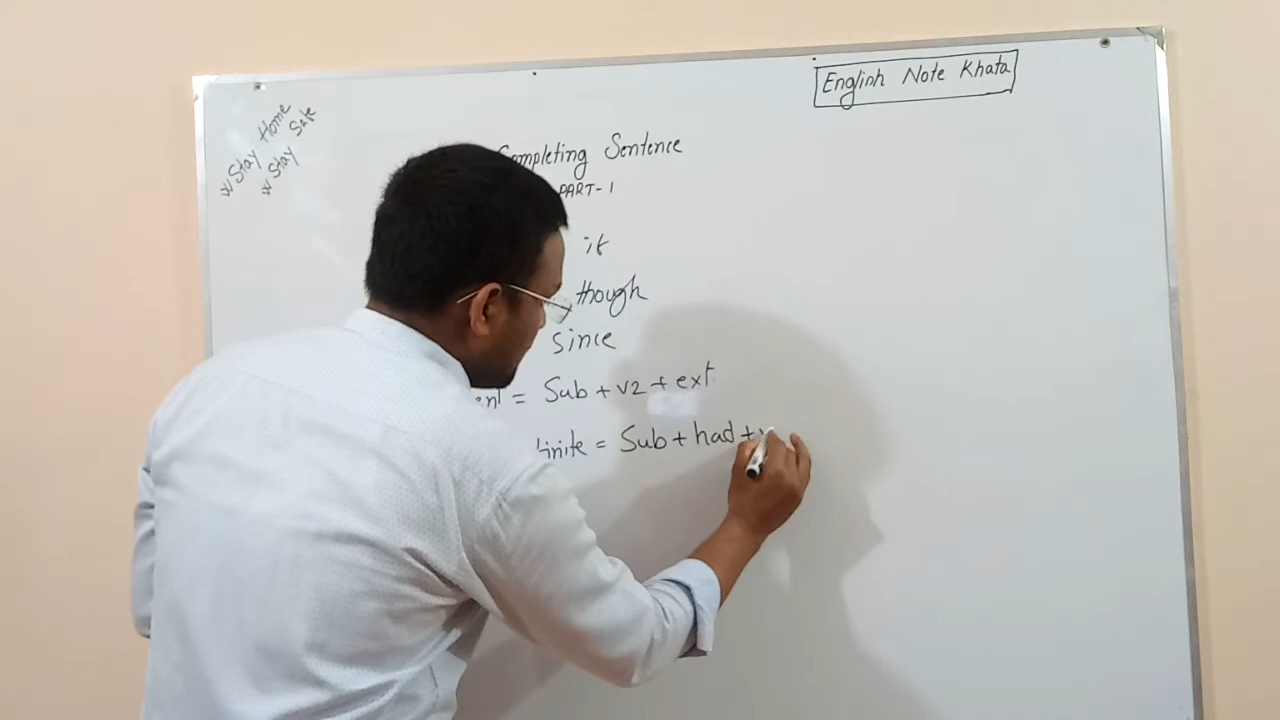 English Note Khata
w Stay Home
w Stay Safe
Completing Sentence
PART-1
if
though
since
= Sub + v2 + ext
= Sub + had +